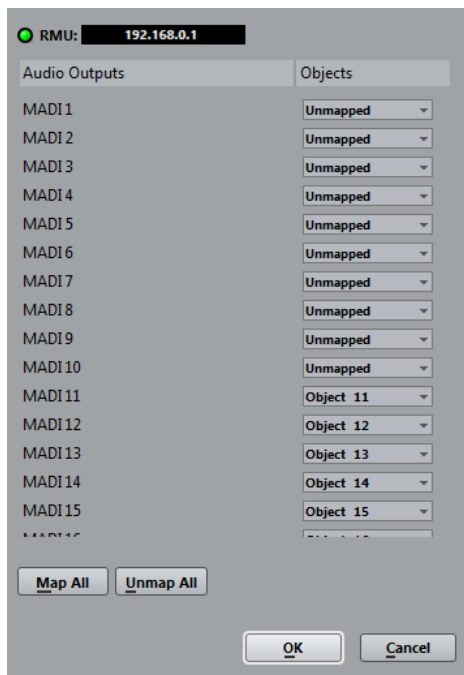 RMU: 192.168.0.1
Audio Outputs Objects
MADI 1 Unmapped
MADI 2 Unmapped
MADI 3 Unmapped
MADI 4 Unmapped
MADI 5 Unmapped
MADI 6 Unmapped
MADI 7 Unmapped
MADI 8 Unmapped
MADI 9 Unmapped
MADI 10 Unmapped
MADI 11 Object 11
MADI 12 Object 12
MADI 13 Object 13
MADI 14 Object 14
MADI 15 Object 15
Map All Unmap All
OK Cancel